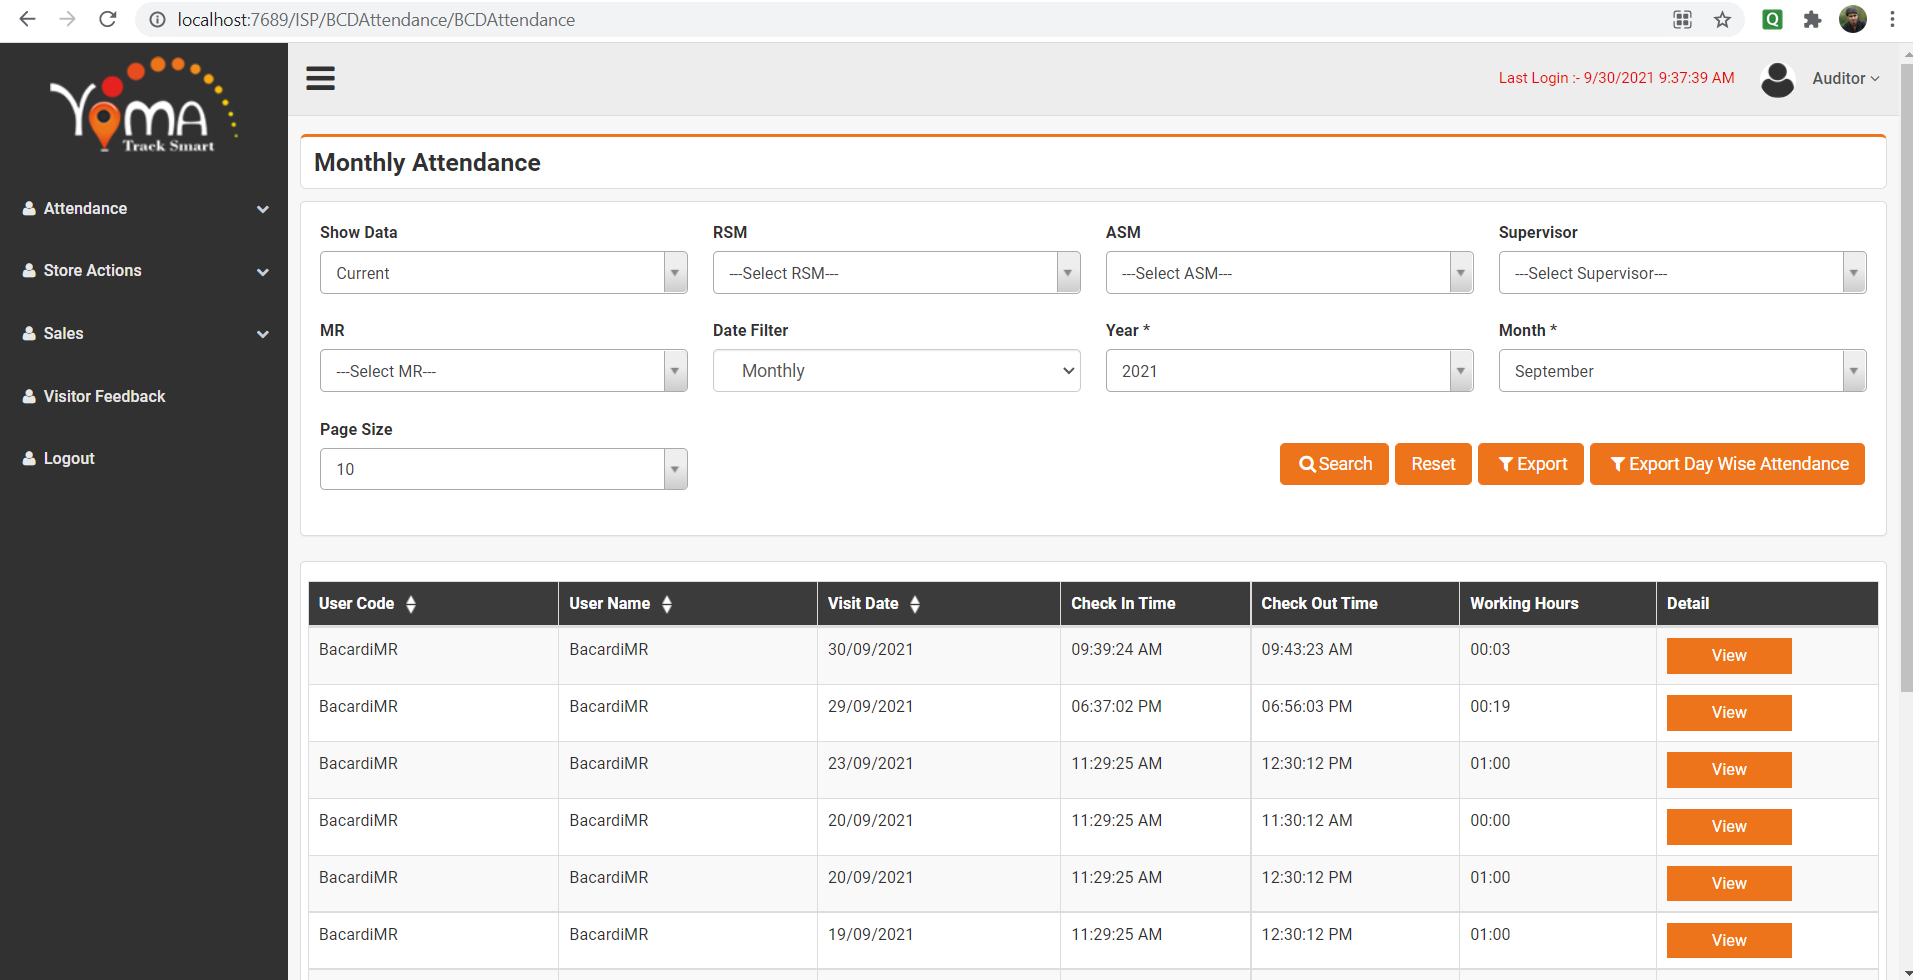 localhost:7689/ISP/BCDAttendance/BCDAttendance
Q
YOMA
Track Smart
Last Login :- 9/30/2021 9:37:39 AM
Auditor
Attendance
Store Actions
Sales
Visitor Feedback
Logout
Monthly Attendance
Show Data RSM ASM Supervisor
Current ---Select RSM--- ---Select ASM--- ---Select Supervisor---
MR Date Filter Year * Month *
---Select MR--- Monthly 2021 September
Page Size
10
Search Reset Export Export Day Wise Attendance
User Code User Name Visit Date Check In Time Check Out Time Working Hours Detail
BacardiMR BacardiMR 30/09/2021 09:39:24 AM 09:43:23 AM 00:03 View
BacardiMR BacardiMR 29/09/2021 06:37:02 PM 06:56:03 PM 00:19 View
BacardiMR BacardiMR 23/09/2021 11:29:25 AM 12:30:12 PM 01:00 View
BacardiMR BacardiMR 20/09/2021 11:29:25 AM 11:30:12 AM 00:00 View
BacardiMR BacardiMR 20/09/2021 11:29:25 AM 12:30:12 PM 01:00 View
BacardiMR BacardiMR 19/09/2021 11:29:25 AM 12:30:12 PM 01:00 View